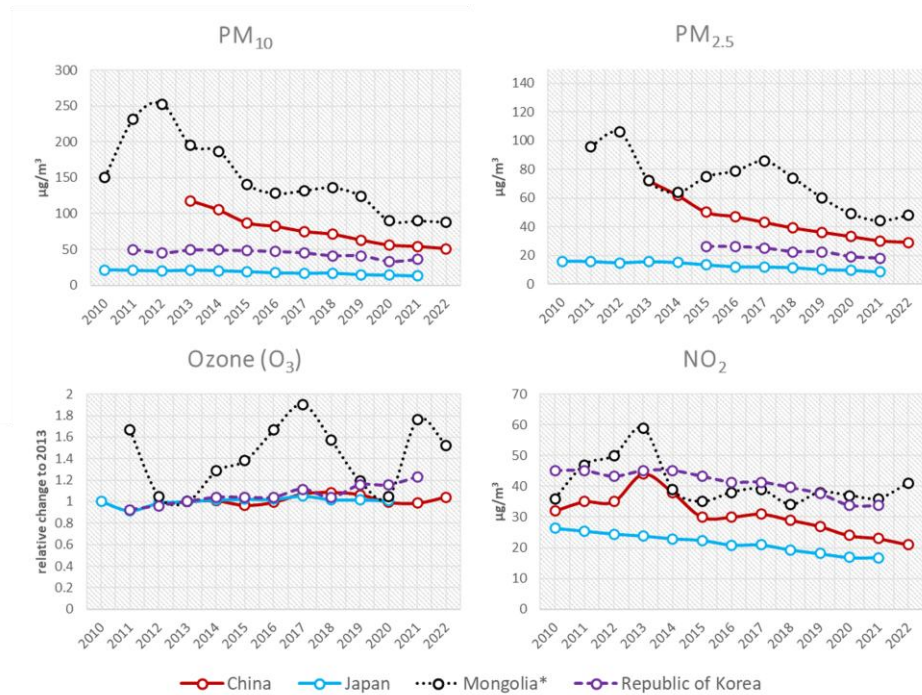 PM10
300
250
200
150
100
50
0
µg/m³
2010 2011 2012 2013 2014 2015 2016 2017 2018 2019 2020 2021 2022
PM2.5
140
120
100
80
60
40
20
0
µg/m³
2010 2011 2012 2013 2014 2015 2016 2017 2018 2019 2020 2021 2022
Ozone (O3)
2
1.8
1.6
1.4
1.2
1
0.8
0.6
0.4
0.2
0
relative change to 2013
2010 2011 2012 2013 2014 2015 2016 2017 2018 2019 2020 2021 2022
NO2
70
60
50
40
30
20
10
0
µg/m³
2010 2011 2012 2013 2014 2015 2016 2017 2018 2019 2020 2021 2022
China Japan Mongolia* Republic of Korea